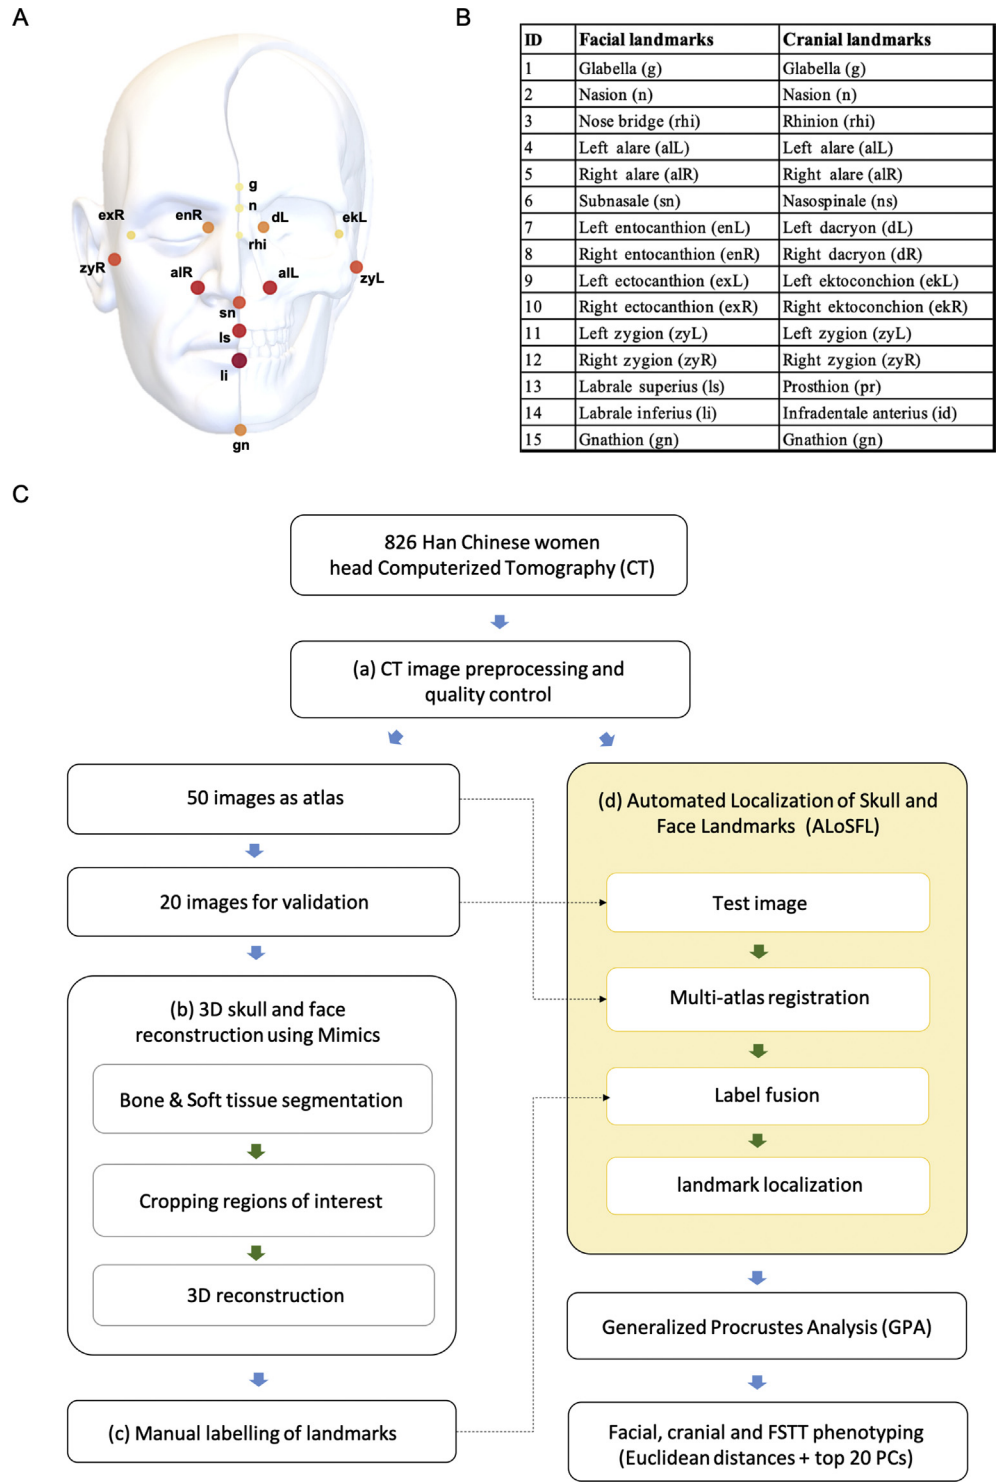 A
g
n
exR
enR
dL
ekL
rhi
zyR
alR
alL
zyL
sn
ls
li
gn
B
ID Facial landmarks Cranial landmarks
1 Glabella (g) Glabella (g)
2 Nasion (n) Nasion (n)
3 Nose bridge (rhi) Rhinion (rhi)
4 Left alare (alL) Left alare (alL)
5 Right alare (alR) Right alare (alR)
6 Subnasale (sn) Nasospinale (ns)
7 Left entocanthion (enL) Left dacryon (dL)
8 Right entocanthion (enR) Right dacryon (dR)
9 Left ectocanthion (exL) Left ektoconchion (ekL)
10 Right ectocanthion (exR) Right ektoconchion (ekR)
11 Left zygion (zyL) Left zygion (zyL)
12 Right zygion (zyR) Right zygion (zyR)
13 Labrale superius (ls) Prosthion (pr)
14 Labrale inferius (li) Infradentale anterius (id)
15 Gnathion (gn) Gnathion (gn)
C
826 Han Chinese women
head Computerized Tomography (CT)
(a) CT image preprocessing and
quality control
50 images as atlas
20 images for validation
(b) 3D skull and face
reconstruction using Mimics
Bone & Soft tissue segmentation
Cropping regions of interest
3D reconstruction
(c) Manual labelling of landmarks
(d) Automated Localization of Skull and
Face Landmarks (ALoSFL)
Test image
Multi-atlas registration
Label fusion
landmark localization
Generalized Procrustes Analysis (GPA)
Facial, cranial and FSTT phenotyping
(Euclidean distances + top 20 PCs)